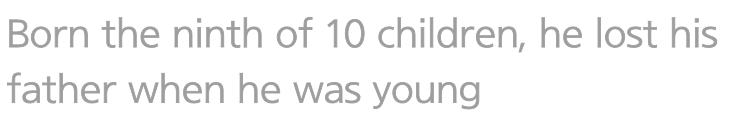 Born the ninth of 10 children, he lost his
father when he was young